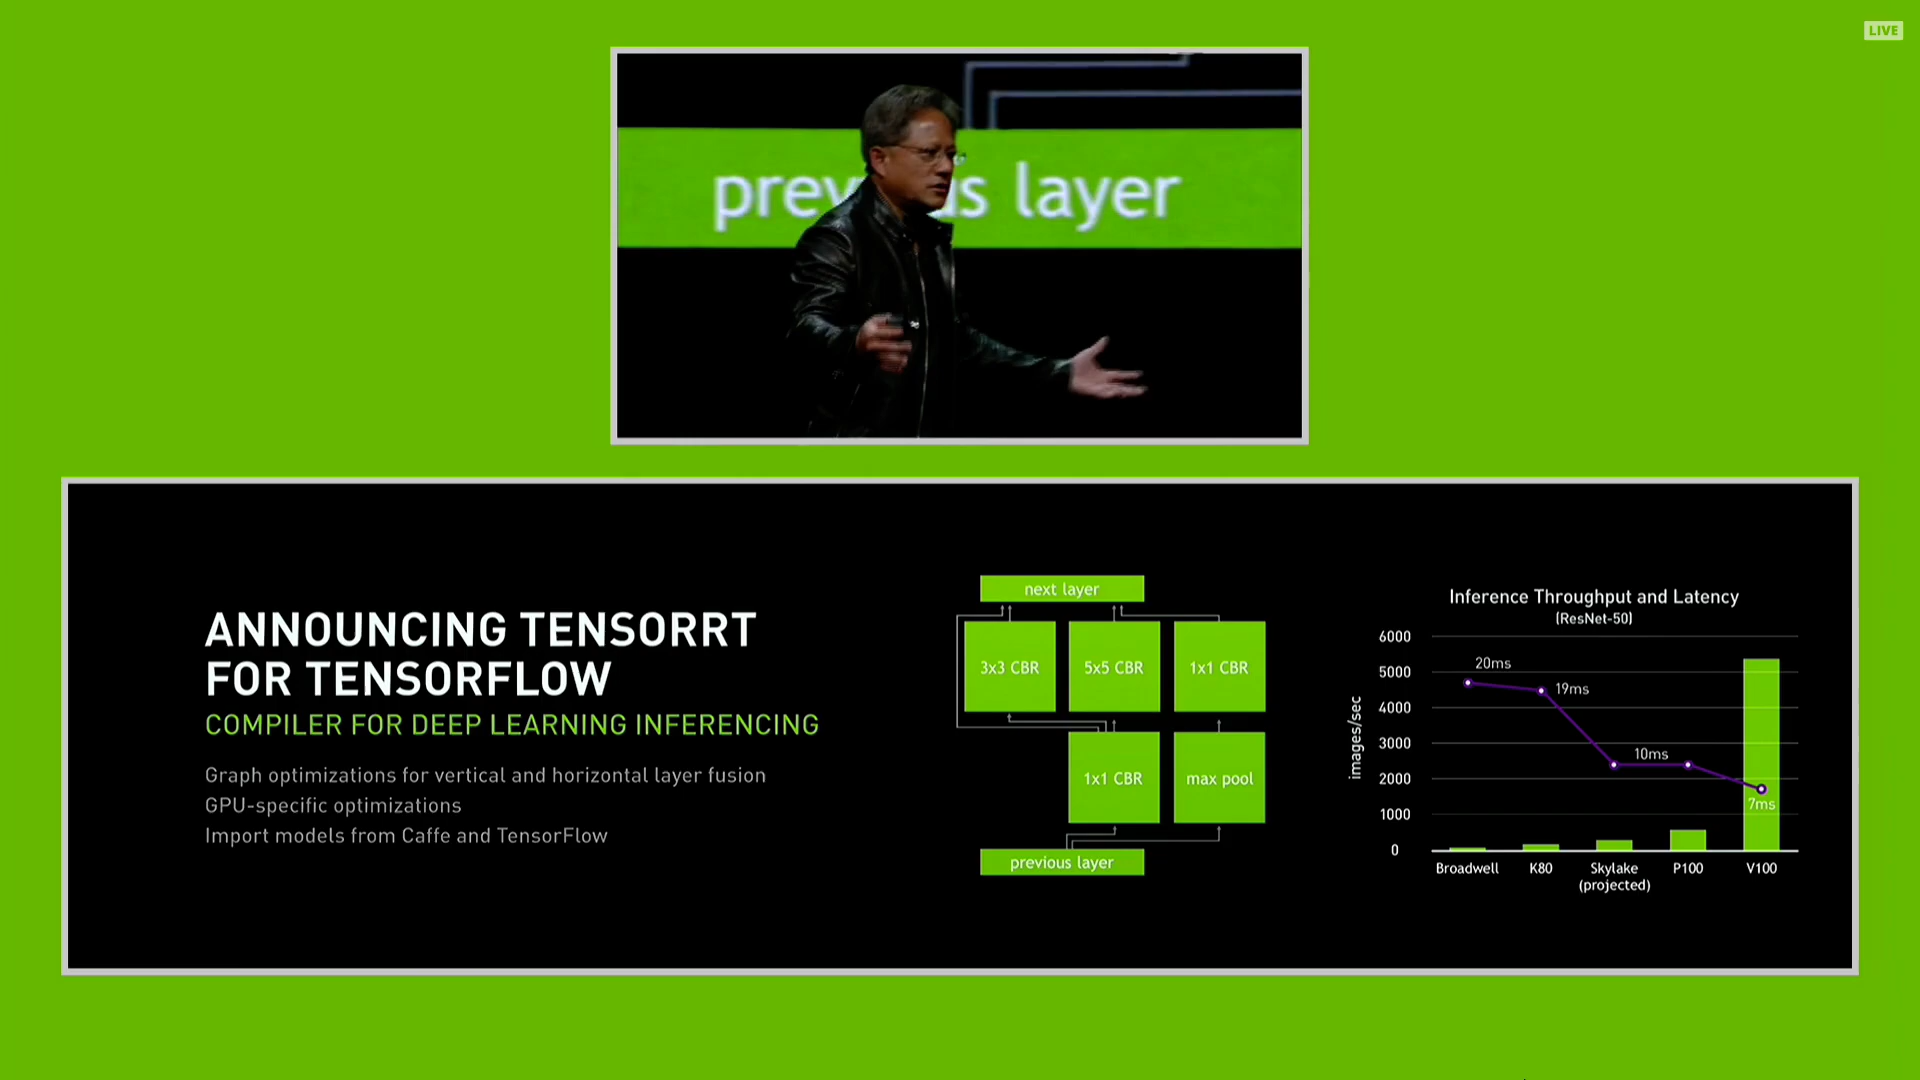 LIVE
previous layer
ANNOUNCING TENSORRT
FOR TENSORFLOW
COMPILER FOR DEEP LEARNING INFERENCING
Graph optimizations for vertical and horizontal layer fusion
GPU-specific optimizations
Import models from Caffe and TensorFlow
next layer
3x3 CBR
5x5 CBR
1x1 CBR
1x1 CBR
max pool
previous layer
Inference Throughput and Latency
(ResNet-50)
images/sec
6000
5000
4000
3000
2000
1000
0
20ms
19ms
10ms
7ms
Broadwell
K80
Skylake
(projected)
P100
V100